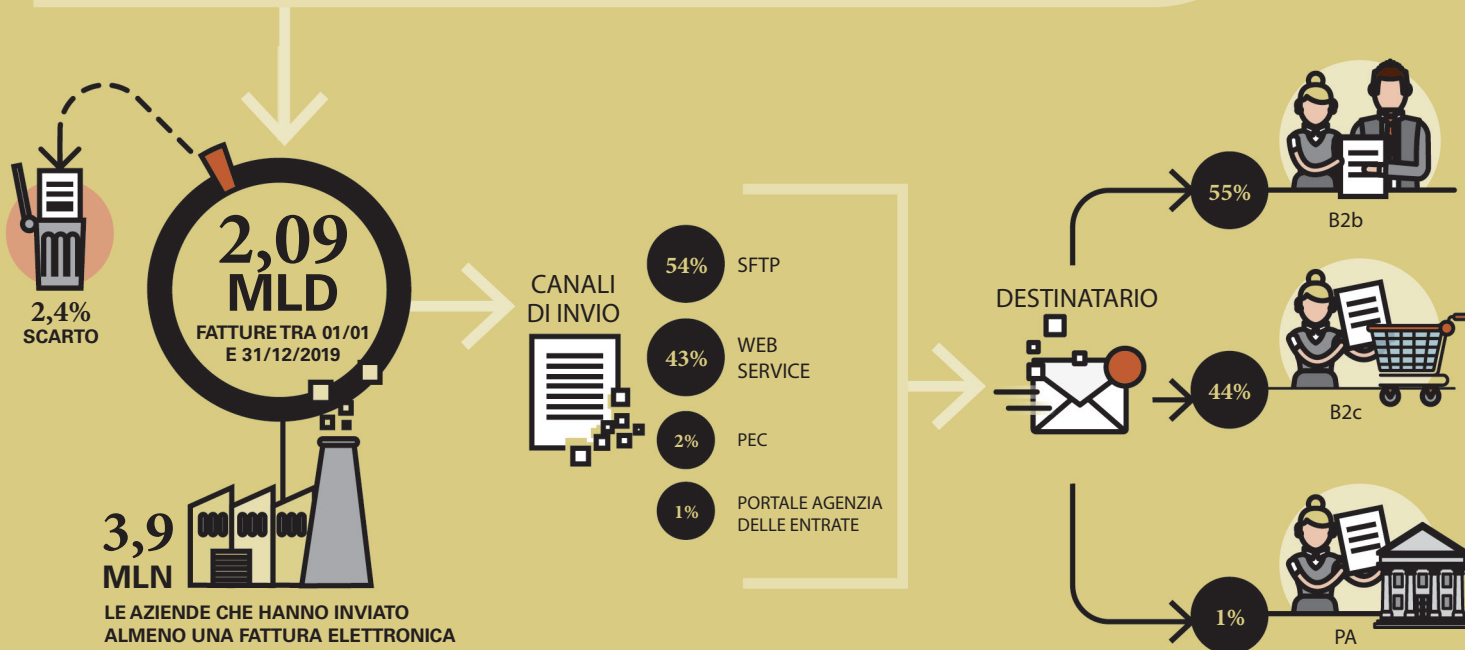 2,4%
SCARTO
2,09
MLD
FATTURE TRA 01/01
E 31/12/2019
3,9
MLN
LE AZIENDE CHE HANNO INVIATO
ALMENO UNA FATTURA ELETTRONICA
CANALI
DI INVIO
54% SFTP
43% WEB
SERVICE
2% PEC
1% PORTALE AGENZIA
DELLE ENTRATE
DESTINATARIO
55%
B2b
44%
B2c
1%
PA